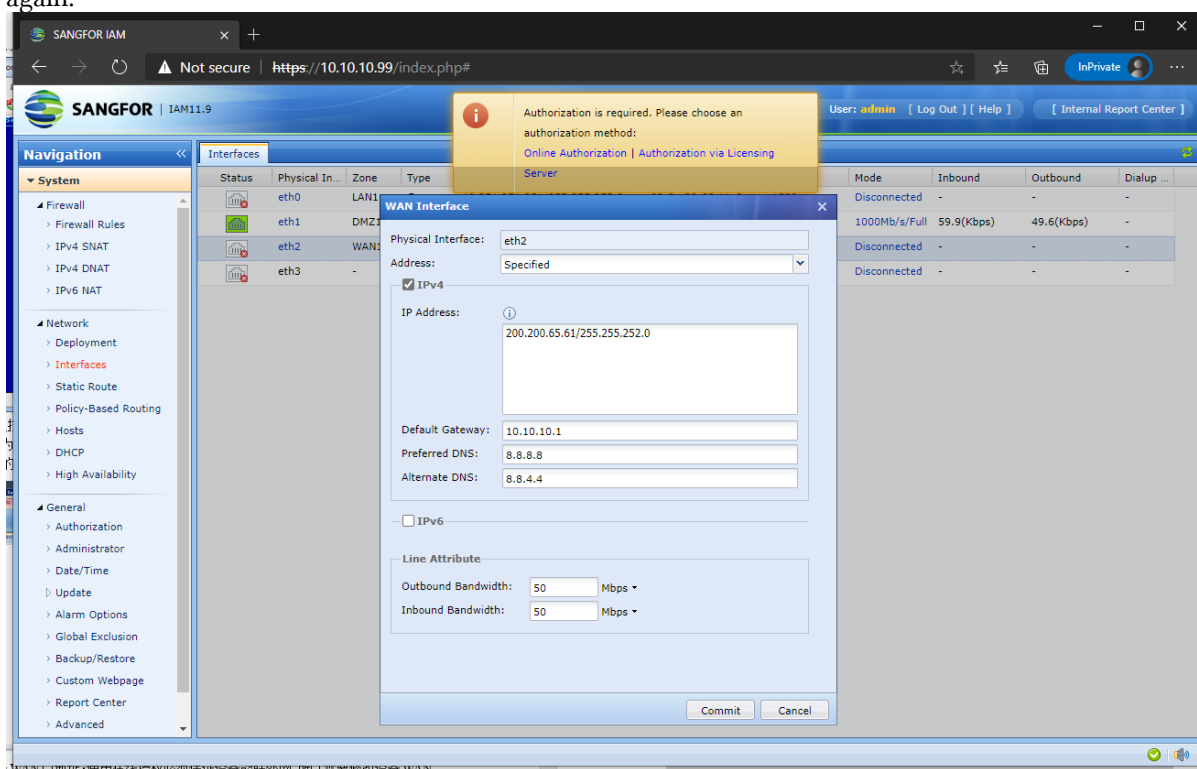 again.
SANGFOR IAM
Not secure | https://10.10.10.99/index.php#
InPrivate
SANGFOR | IAM11.9
Authorization is required. Please choose an
authorization method:
Online Authorization | Authorization via Licensing
Server
User: admin [ Log Out ] [ Help ] [ Internal Report Center ]
Navigation
Interfaces
System
Status Physical In... Zone Type Mode Inbound Outbound Dialup ...
eth0 LAN1 Disconnected - - -
eth1 DMZ1 1000Mb/s/Full 59.9(Kbps) 49.6(Kbps) -
eth2 WAN1 Disconnected - - -
eth3 - Disconnected - - -
Firewall
Firewall Rules
IPv4 SNAT
IPv4 DNAT
IPv6 NAT
Network
Deployment
Interfaces
Static Route
Policy-Based Routing
Hosts
DHCP
High Availability
General
Authorization
Administrator
Date/Time
Update
Alarm Options
Global Exclusion
Backup/Restore
Custom Webpage
Report Center
Advanced
WAN Interface
Physical Interface: eth2
Address: Specified
IPv4
IP Address:
200.200.65.61/255.255.252.0
Default Gateway: 10.10.10.1
Preferred DNS: 8.8.8.8
Alternate DNS: 8.8.4.4
IPv6
Line Attribute
Outbound Bandwidth: 50 Mbps
Inbound Bandwidth: 50 Mbps
Commit Cancel